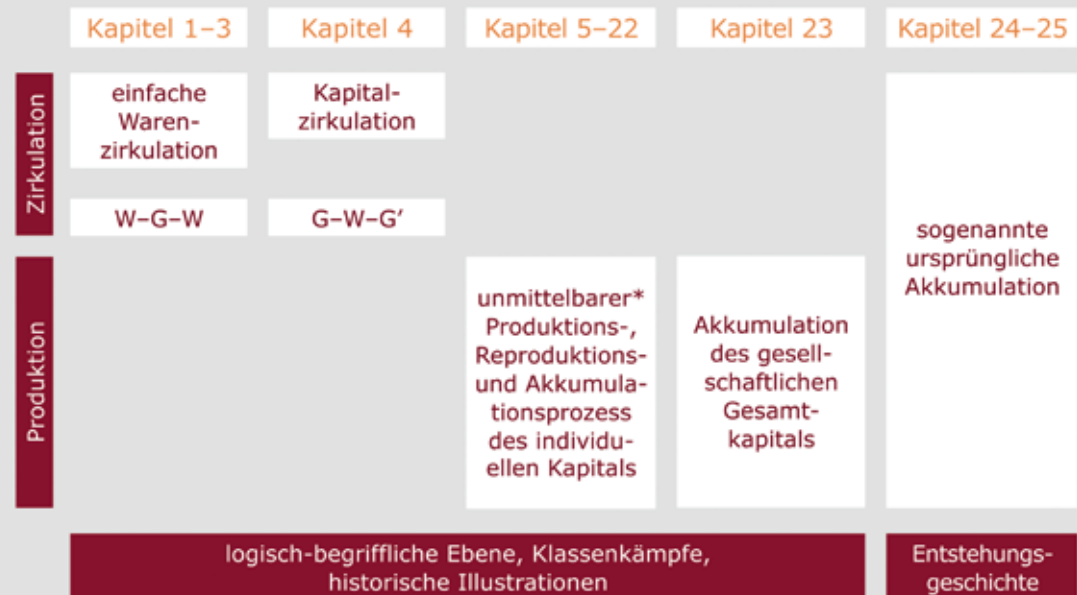 Kapitel 1–3
Kapitel 4
Kapitel 5–22
Kapitel 23
Kapitel 24–25
Zirkulation
einfache
Waren-
zirkulation
Kapital-
zirkulation
W–G–W
G–W–G′
Produktion
unmittelbarer*
Produktions-,
Reproduktions-
und Akkumula-
tionsprozess
des individu-
ellen Kapitals
Akkumulation
des gesell-
schaftlichen
Gesamt-
kapitals
sogenannte
ursprüngliche
Akkumulation
logisch-begriffliche Ebene, Klassenkämpfe,
historische Illustrationen
Entstehungs-
geschichte